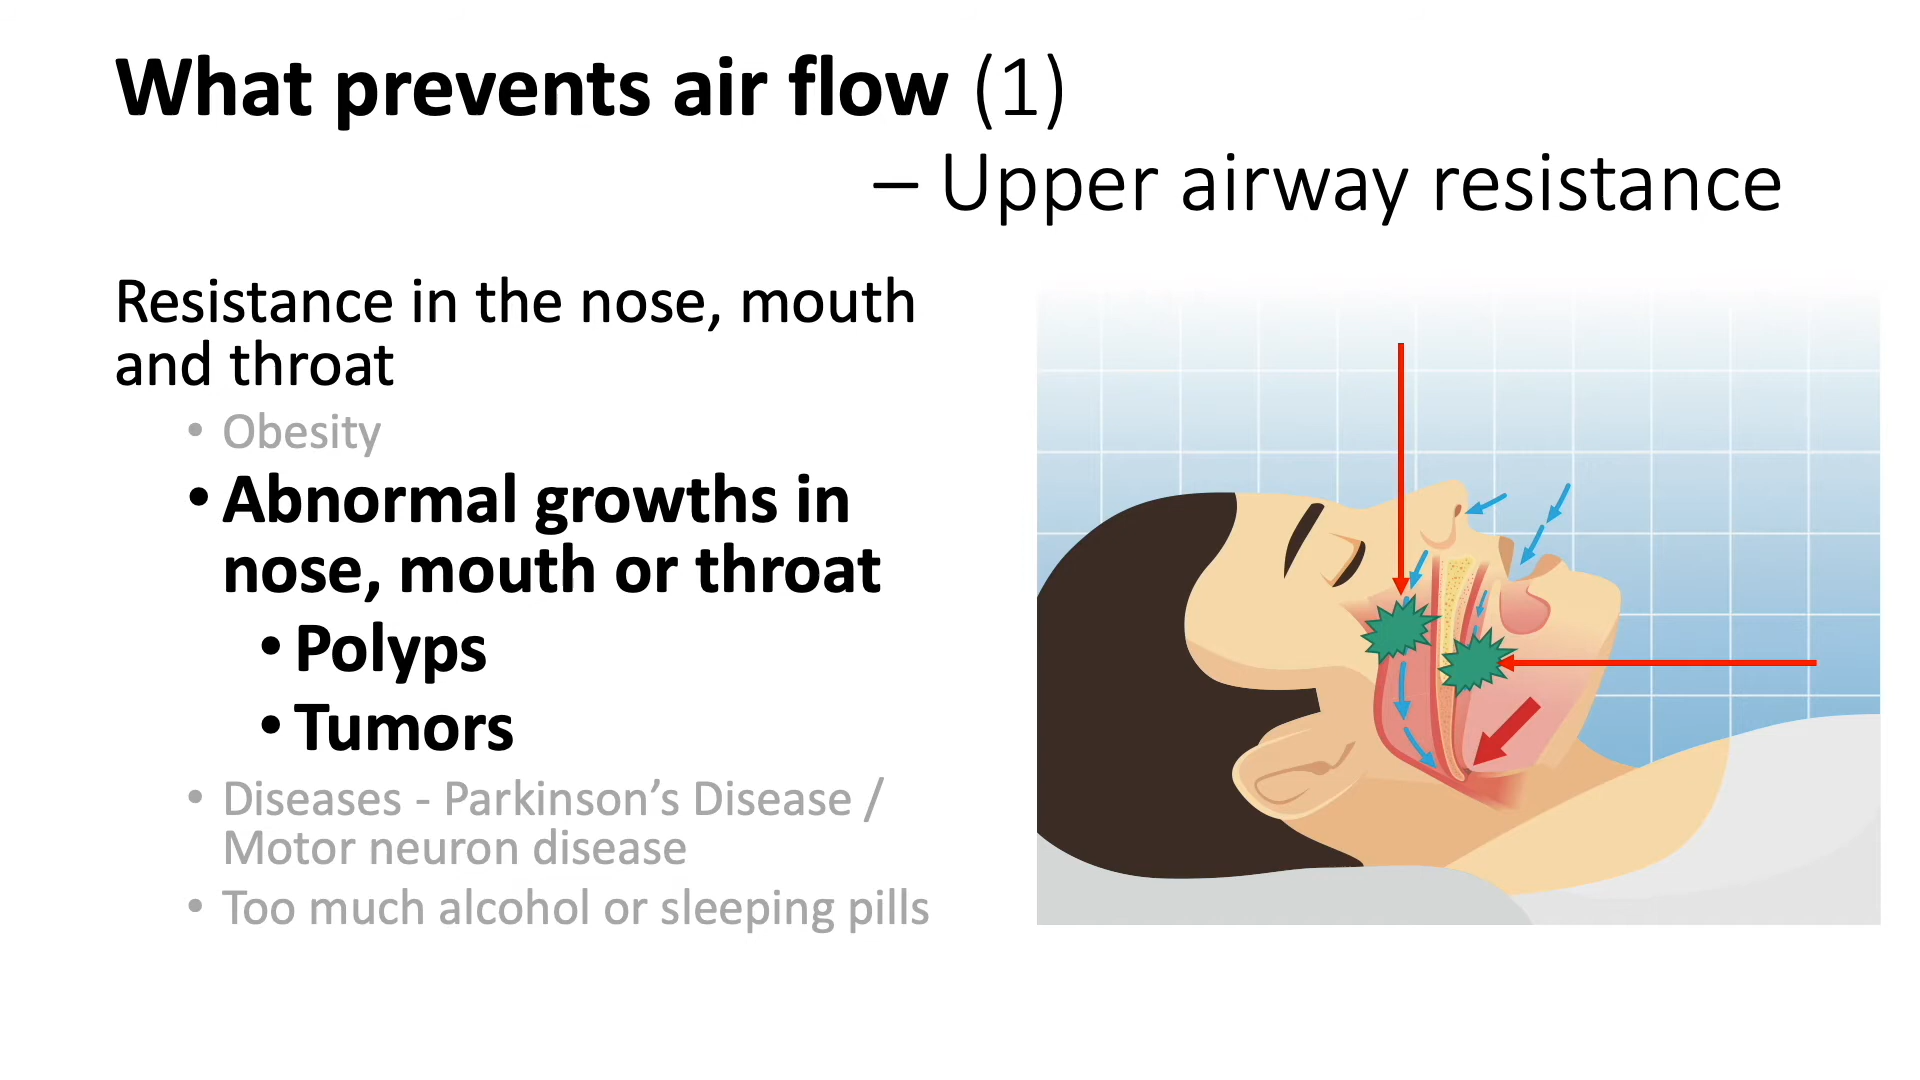 What prevents air flow (1)
– Upper airway resistance
Resistance in the nose, mouth
and throat
• Obesity
• Abnormal growths in
nose, mouth or throat
• Polyps
• Tumors
• Diseases - Parkinson’s Disease /
Motor neuron disease
• Too much alcohol or sleeping pills